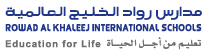 مدارس رواد الخليج العالمية
ROWAD AL KHALEEJ INTERNATIONAL SCHOOLS
Education for Life تعليم من أجل الحياة